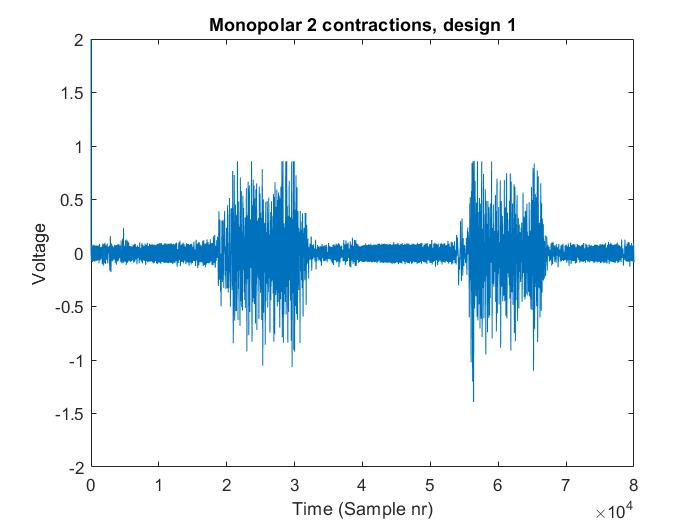 Monopolar 2 contractions, design 1
2
1.5
1
0.5
0
-0.5
-1
-1.5
-2
Voltage
0 1 2 3 4 5 6 7 8
Time (Sample nr)
×10^4